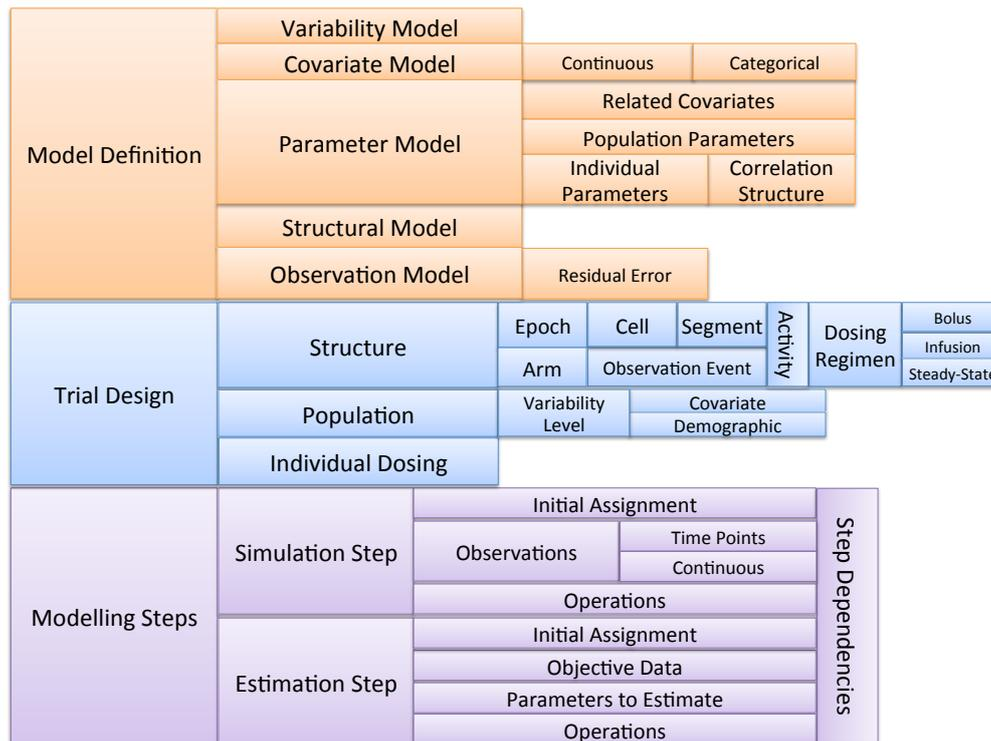 Model Definition
Variability Model
Covariate Model
Continuous
Categorical
Parameter Model
Related Covariates
Population Parameters
Individual
Parameters
Correlation
Structure
Structural Model
Observation Model
Residual Error
Trial Design
Structure
Epoch
Cell
Segment
Arm
Observation Event
Activity
Dosing
Regimen
Bolus
Infusion
Steady-State
Population
Variability
Level
Covariate
Demographic
Individual Dosing
Modelling Steps
Simulation Step
Initial Assignment
Observations
Time Points
Continuous
Operations
Estimation Step
Initial Assignment
Objective Data
Parameters to Estimate
Operations
Step Dependencies